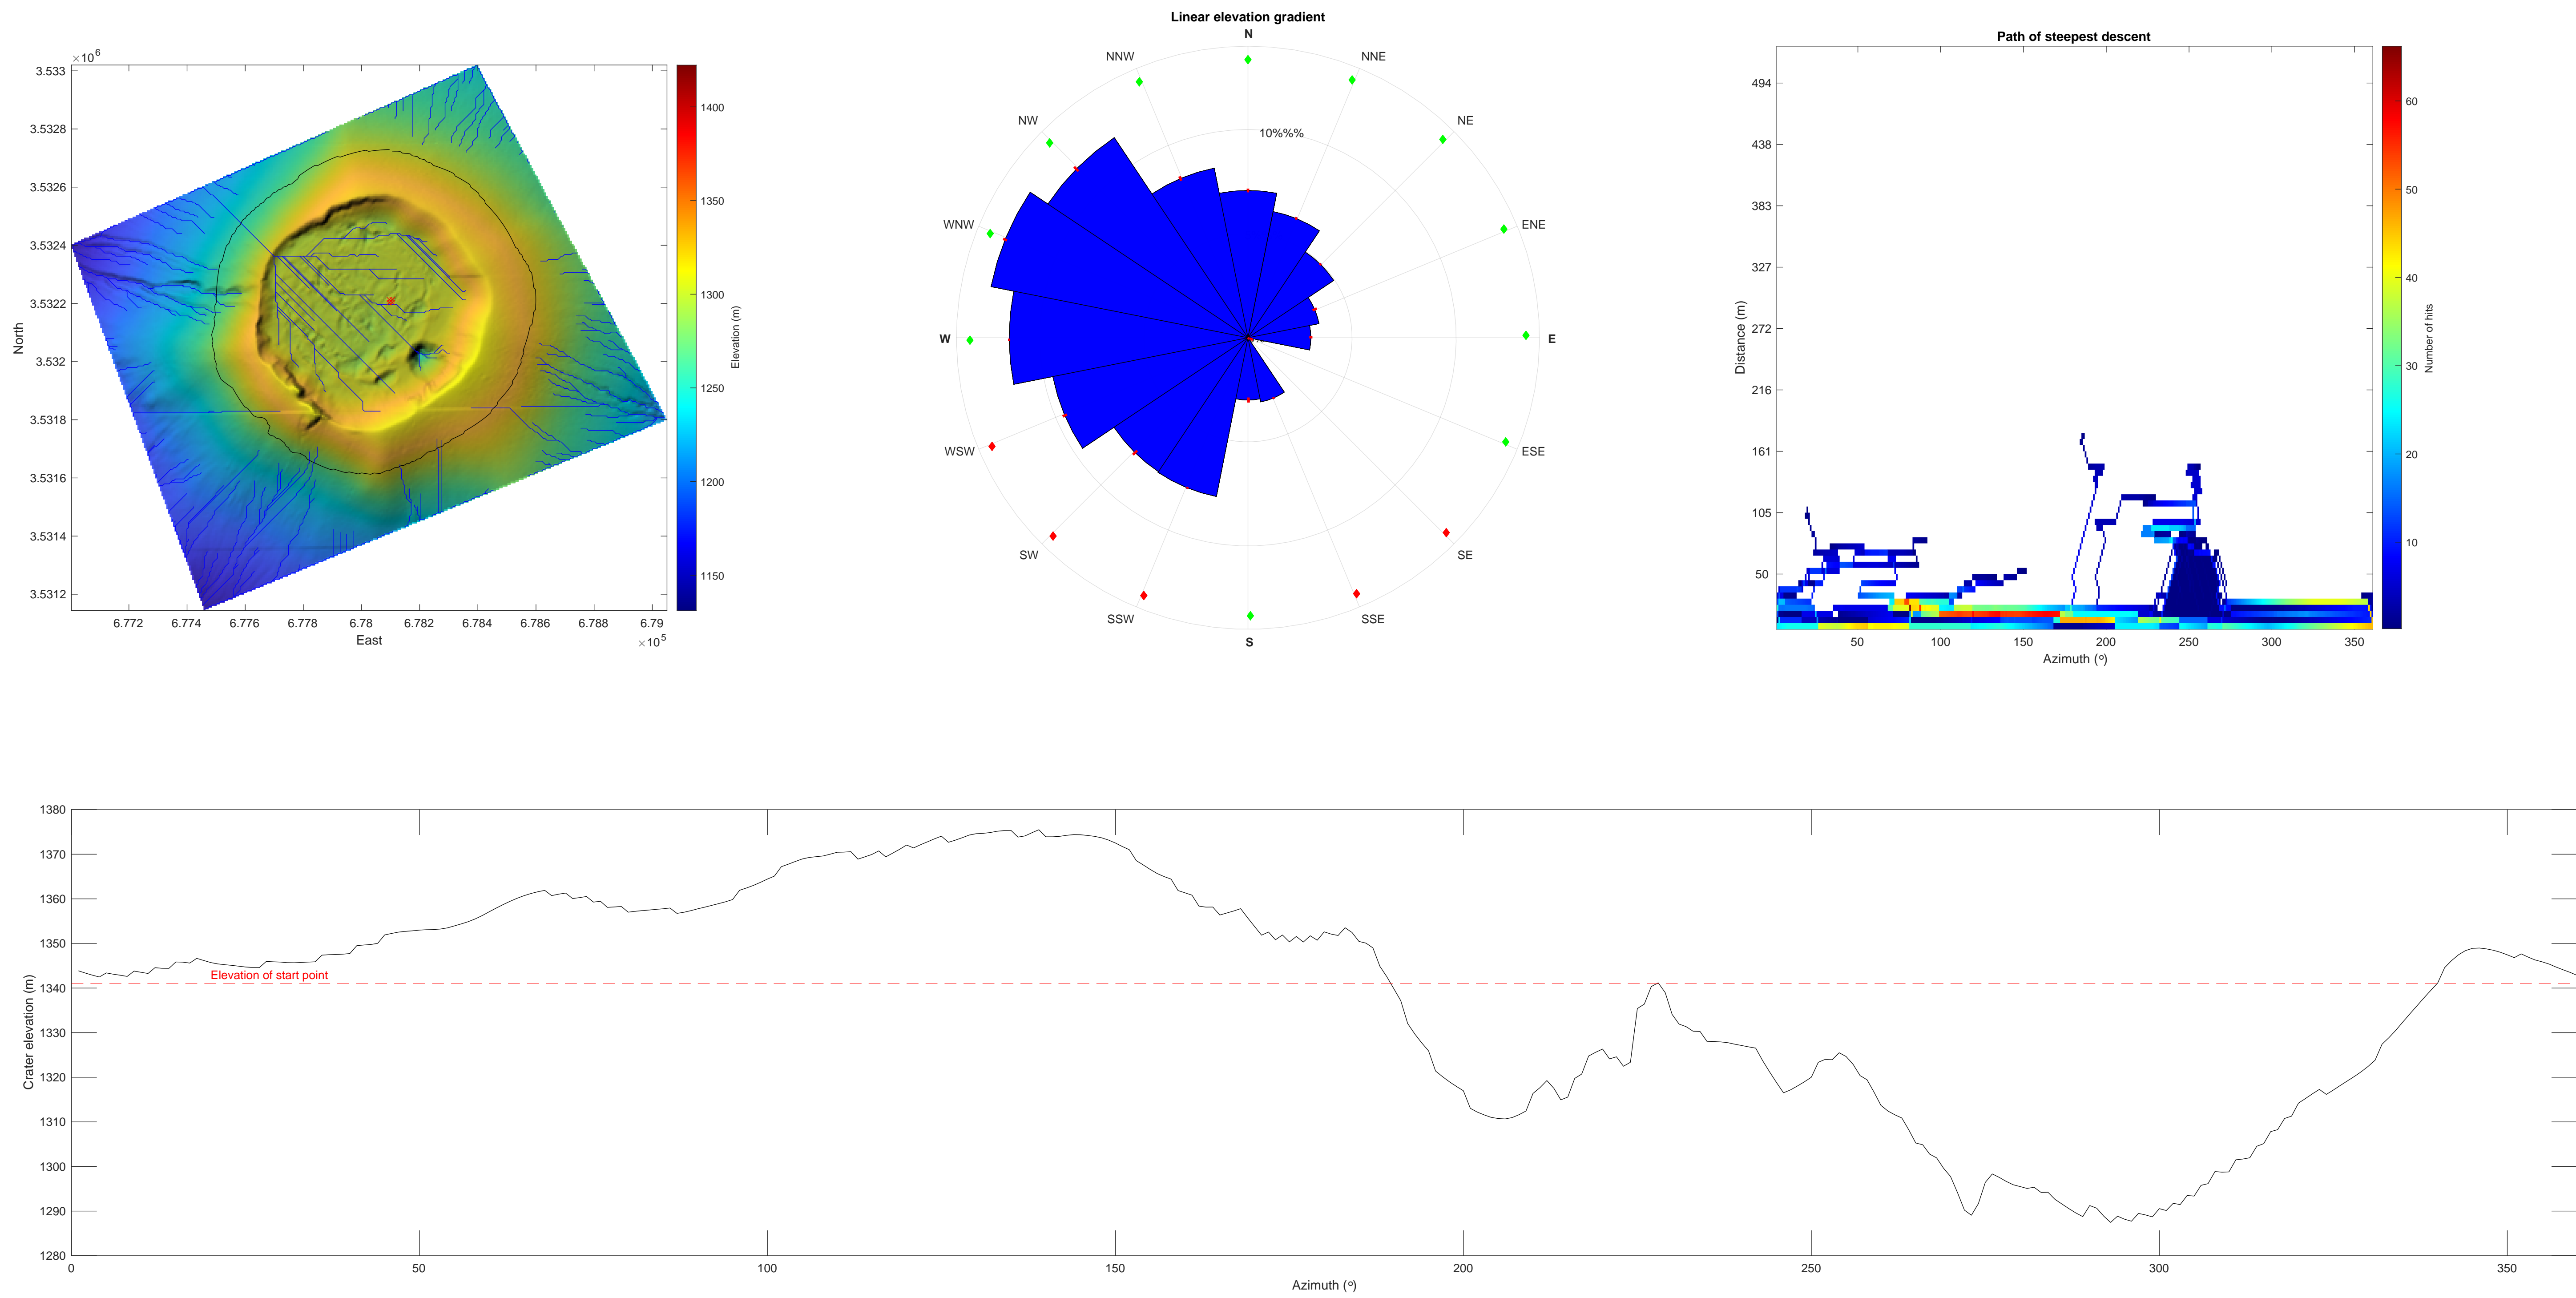 ×10^6
3.533
3.5328
3.5326
3.5324
3.5322
3.532
3.5318
3.5316
3.5314
3.5312
North
6.772 6.774 6.776 6.778 6.78 6.782 6.784 6.786 6.788 6.79
East
×10^5
1400
1350
1300
1250
1200
1150
Elevation (m)
Linear elevation gradient
N
NNW NNE
NW NE
10%%%
WNW ENE
W E
WSW ESE
SW SE
SSW SSE
S
Path of steepest descent
494
438
383
327
272
216
161
105
50
Distance (m)
50 100 150 200 250 300 350
Azimuth (º)
60
50
40
30
20
10
Number of hits
1380
1370
1360
1350
1340
1330
1320
1310
1300
1290
1280
Crater elevation (m)
Elevation of start point
0 50 100 150 200 250 300 350
Azimuth (º)